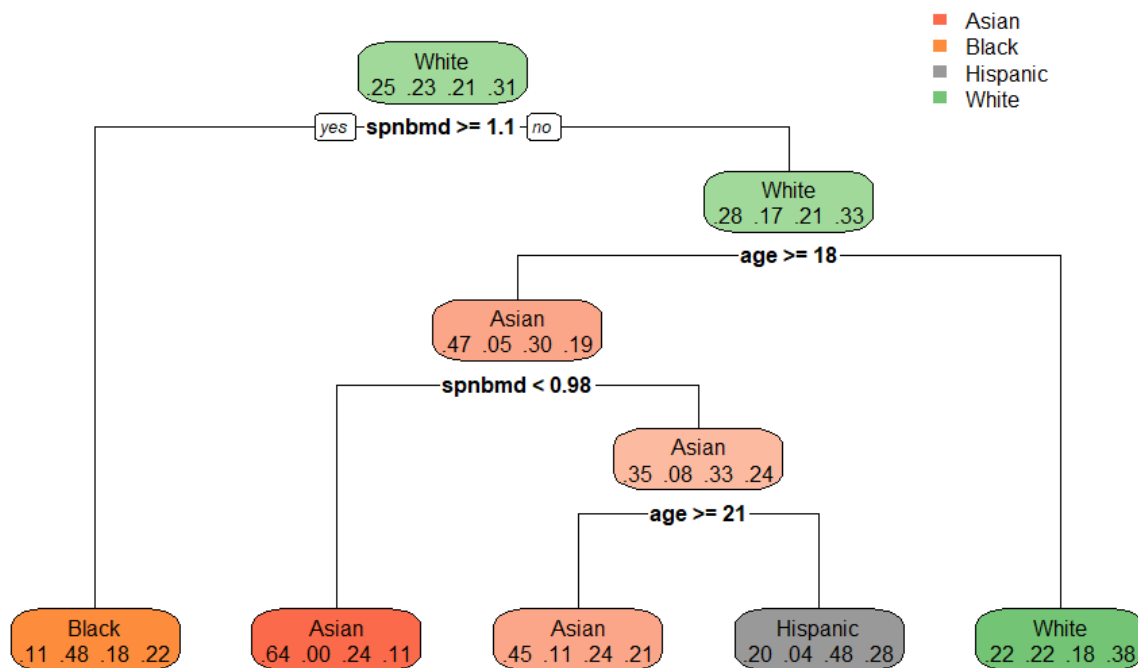 Asian
Black
Hispanic
White
White
.25 .23 .21 .31
yes spnbmd >= 1.1 no
White
.28 .17 .21 .33
age >= 18
Asian
.47 .05 .30 .19
spnbmd < 0.98
Asian
.35 .08 .33 .24
age >= 21
Black
.11 .48 .18 .22
Asian
.64 .00 .24 .11
Asian
.45 .11 .24 .21
Hispanic
.20 .04 .48 .28
White
.22 .22 .18 .38